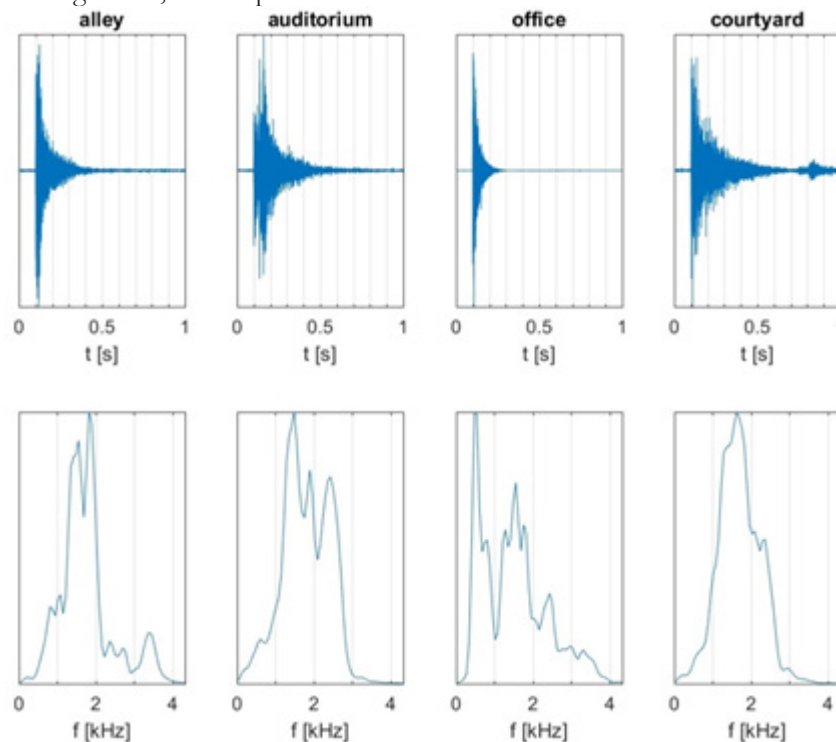 alley auditorium office courtyard
0 0.5 1 0 0.5 1 0 0.5 1 0 0.5
t [s] t [s] t [s] t [s]
0 2 4 0 2 4 0 2 4 0 2 4
f [kHz] f [kHz] f [kHz] f [kHz]